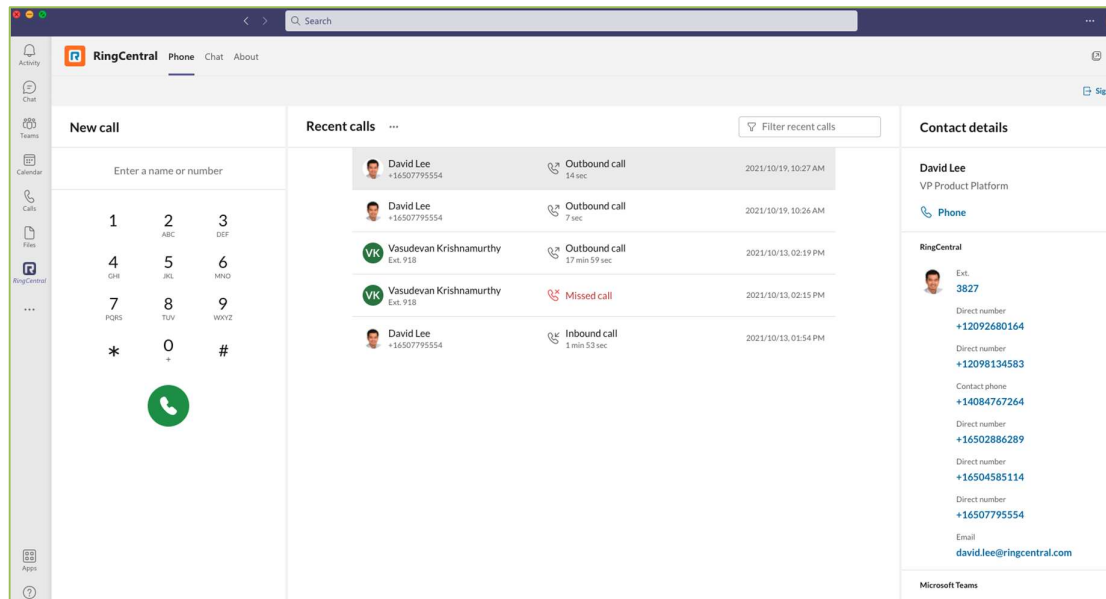 Search
Activity
Chat
Teams
Calendar
Calls
Files
RingCentral
Apps
RingCentral Phone Chat About
Sig
New call
Enter a name or number
1 2 3
ABC DEF
4 5 6
GHI JKL MNO
7 8 9
PQRS TUV WXYZ
* 0 #
+
Recent calls ...
Filter recent calls
David Lee Outbound call 2021/10/19, 10:27 AM
+16507795554 14 sec
David Lee Outbound call 2021/10/19, 10:26 AM
+16507795554 7 sec
VK Vasudevan Krishnamurthy Outbound call 2021/10/13, 02:19 PM
Ext. 918 17 min 59 sec
VK Vasudevan Krishnamurthy Missed call 2021/10/13, 02:15 PM
Ext. 918
David Lee Inbound call 2021/10/13, 01:54 PM
+16507795554 1 min 53 sec
Contact details
David Lee
VP Product Platform
Phone
RingCentral
Ext.
3827
Direct number
+12092680164
Direct number
+12098134583
Contact phone
+14084767264
Direct number
+16502886289
Direct number
+16504585114
Direct number
+16507795554
Email
david.lee@ringcentral.com
Microsoft Teams